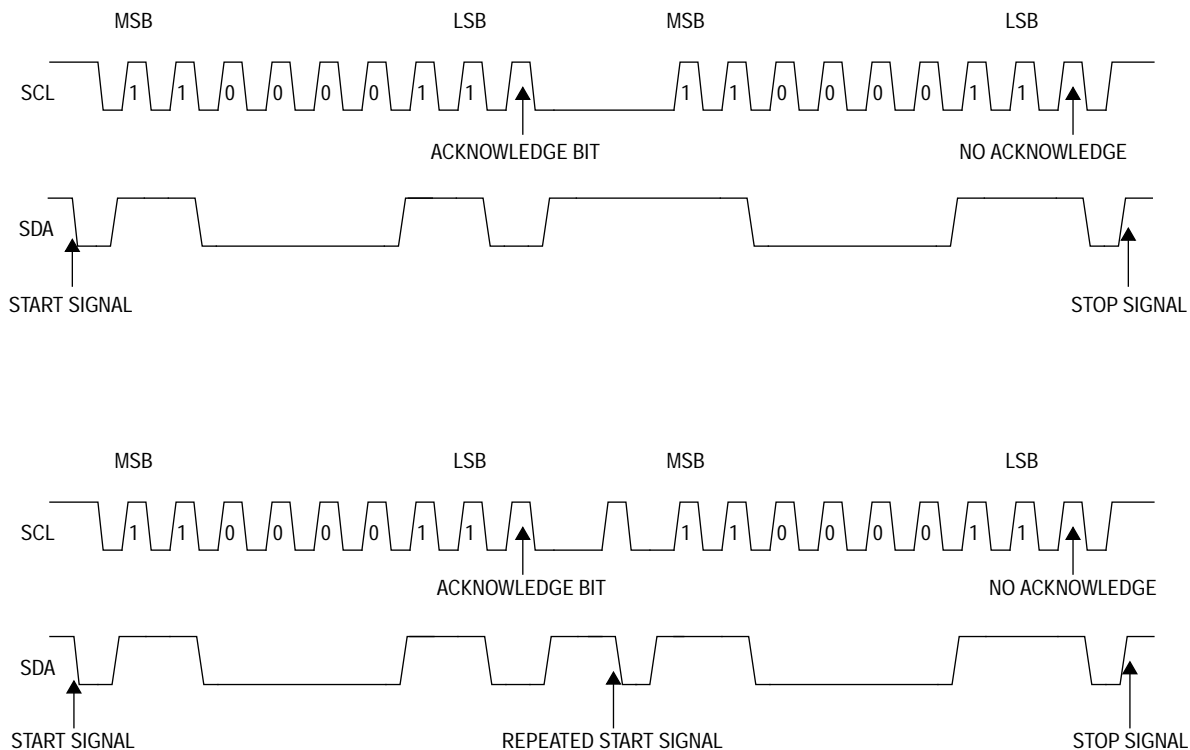 MSB LSB MSB LSB
SCL 1 1 0 0 0 0 1 1 1 1 0 0 0 0 1 1
ACKNOWLEDGE BIT NO ACKNOWLEDGE
SDA
START SIGNAL STOP SIGNAL
MSB LSB MSB LSB
SCL 1 1 0 0 0 0 1 1 1 1 0 0 0 0 1 1
ACKNOWLEDGE BIT NO ACKNOWLEDGE
SDA
START SIGNAL REPEATED START SIGNAL STOP SIGNAL